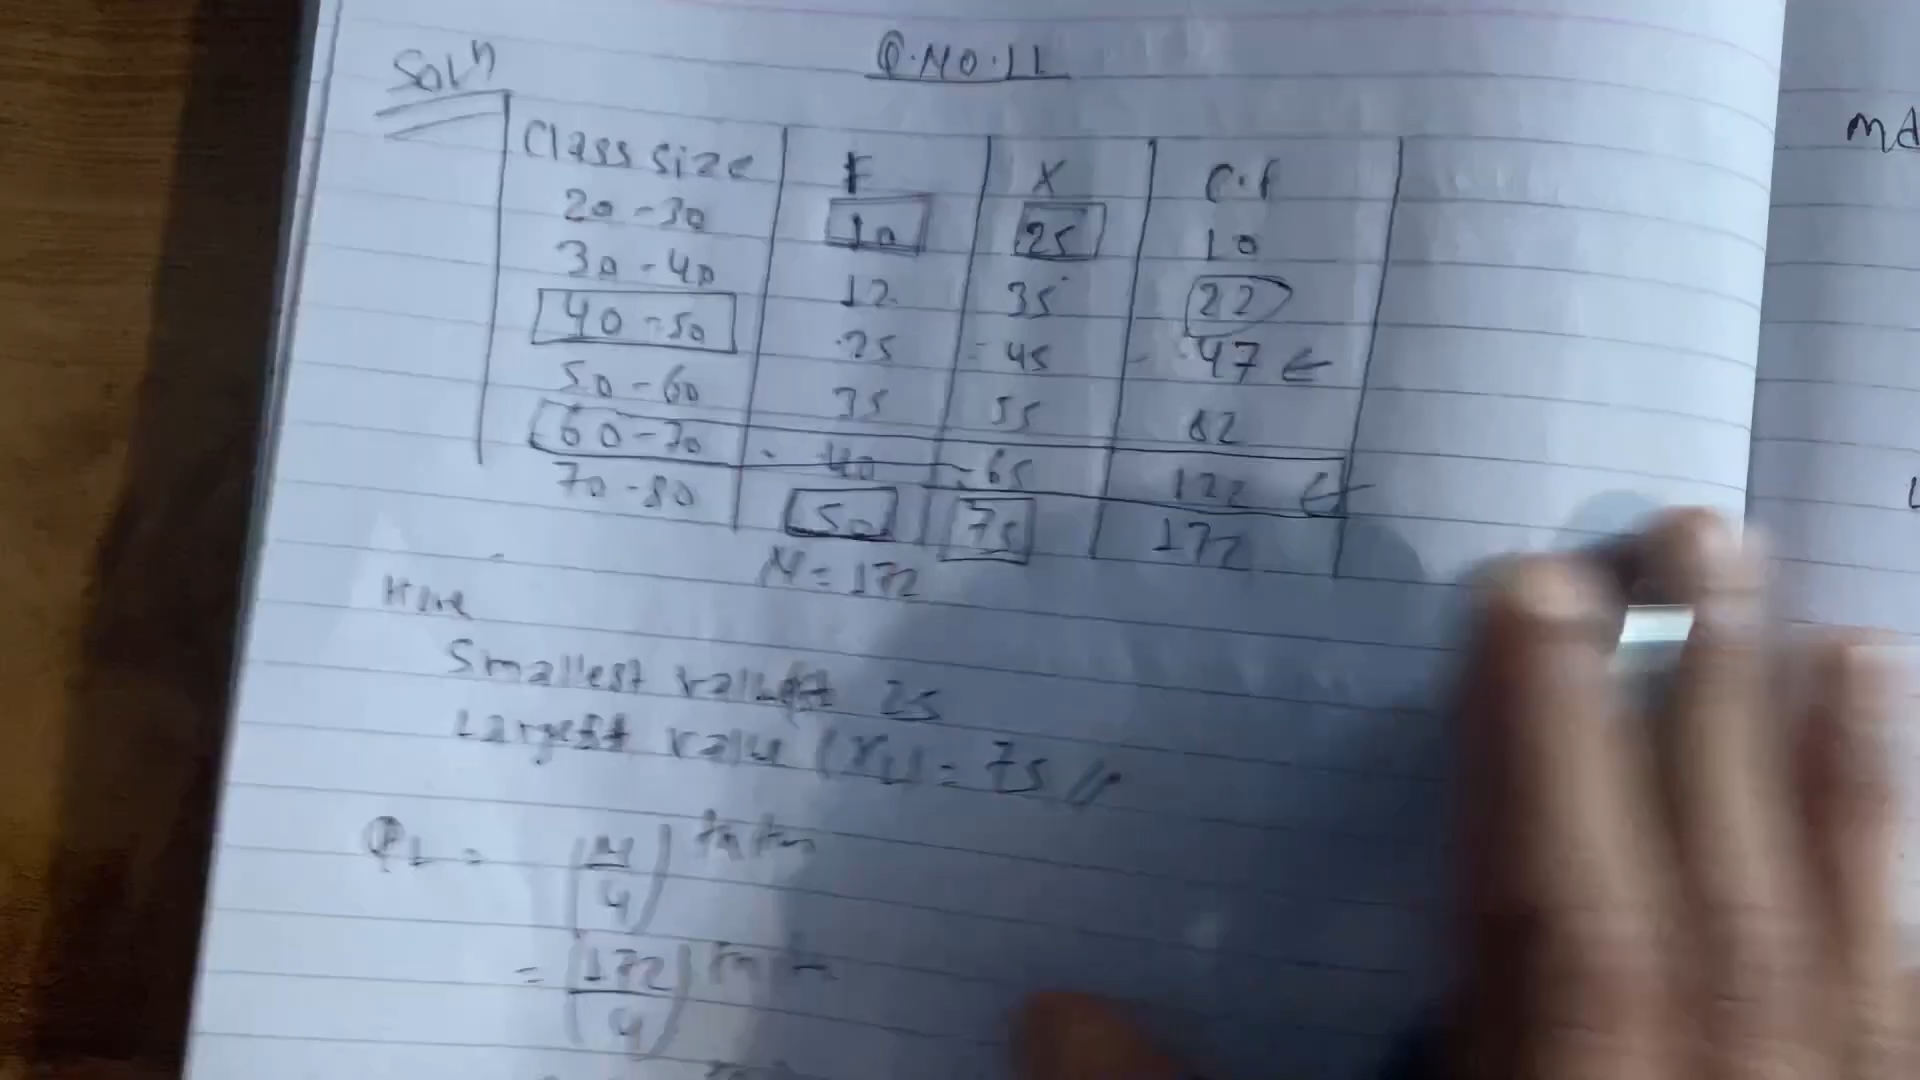 Q.NO.11
Soln
Class size F X C.f
20-30 10 25 10
30-40 12 35 22
40-50 25 45 47 ←
50-60 35 55 82
60-70 40 65 122 ←
70-80 50 75 172
N = 172
Here
Smallest 25
Largest value (XL) = 75 //
Q1 = (N/4)
= (172/4)